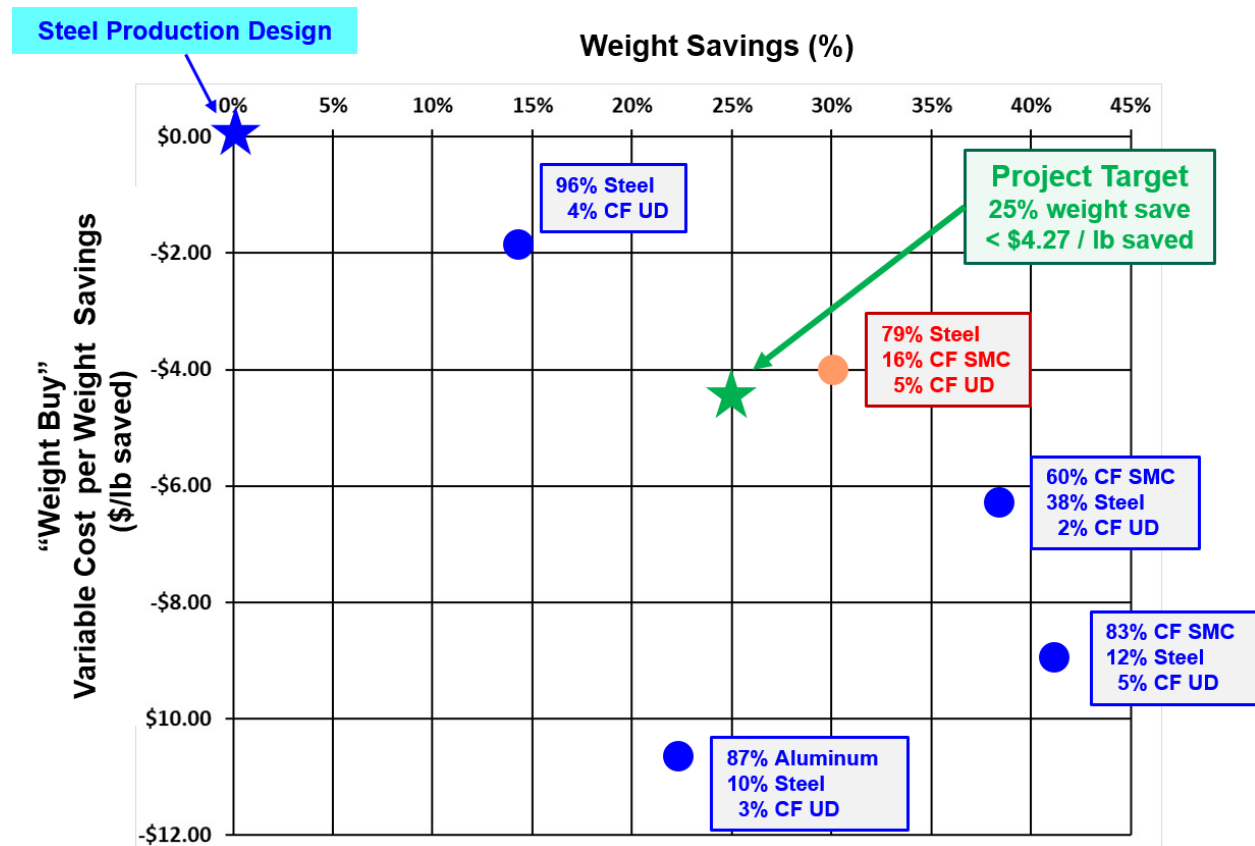 Steel Production Design
Weight Savings (%)
0% 5% 10% 15% 20% 25% 30% 35% 40% 45%
$0.00
-$2.00
-$4.00
-$6.00
-$8.00
$10.00
-$12.00
“Weight Buy”
Variable Cost per Weight Savings
($/lb saved)
96% Steel
4% CF UD
Project Target
25% weight save
< $4.27 / lb saved
79% Steel
16% CF SMC
5% CF UD
60% CF SMC
38% Steel
2% CF UD
83% CF SMC
12% Steel
5% CF UD
87% Aluminum
10% Steel
3% CF UD